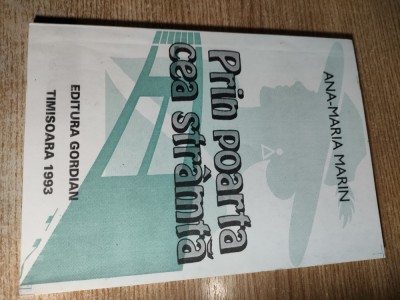 ANA-MARIA MARIN
Prin poarta
cea strâmtă
EDITURA GORDIAN
TIMISOARA 1993